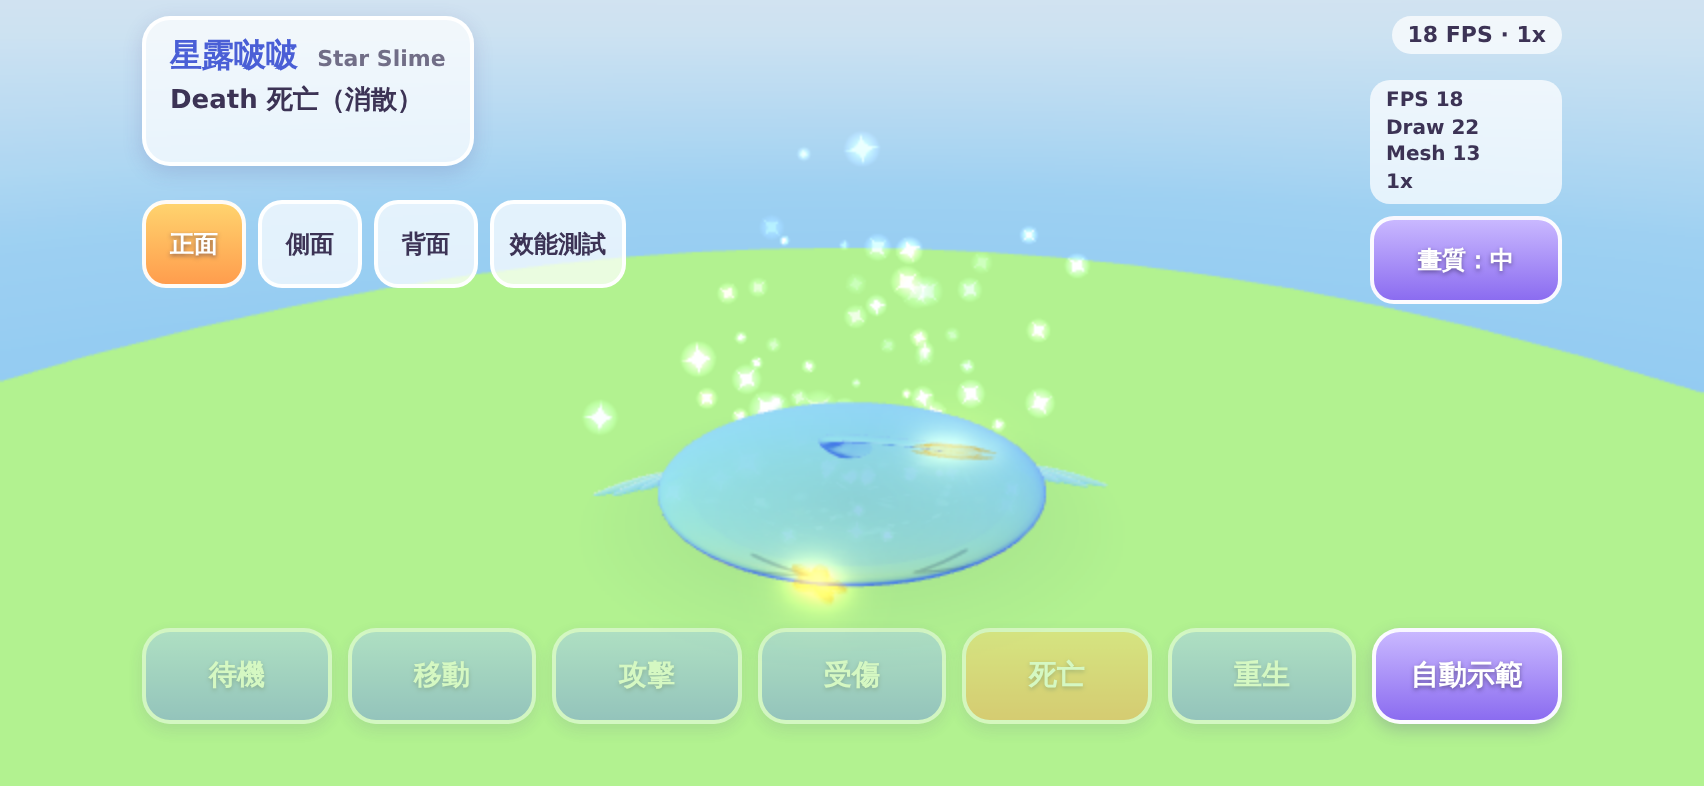 星露啵啵 Star Slime
Death 死亡（消散）
18 FPS · 1x
FPS 18
Draw 22
Mesh 13
1x
正面
側面
背面
效能測試
畫質：中
待機
移動
攻擊
受傷
死亡
重生
自動示範